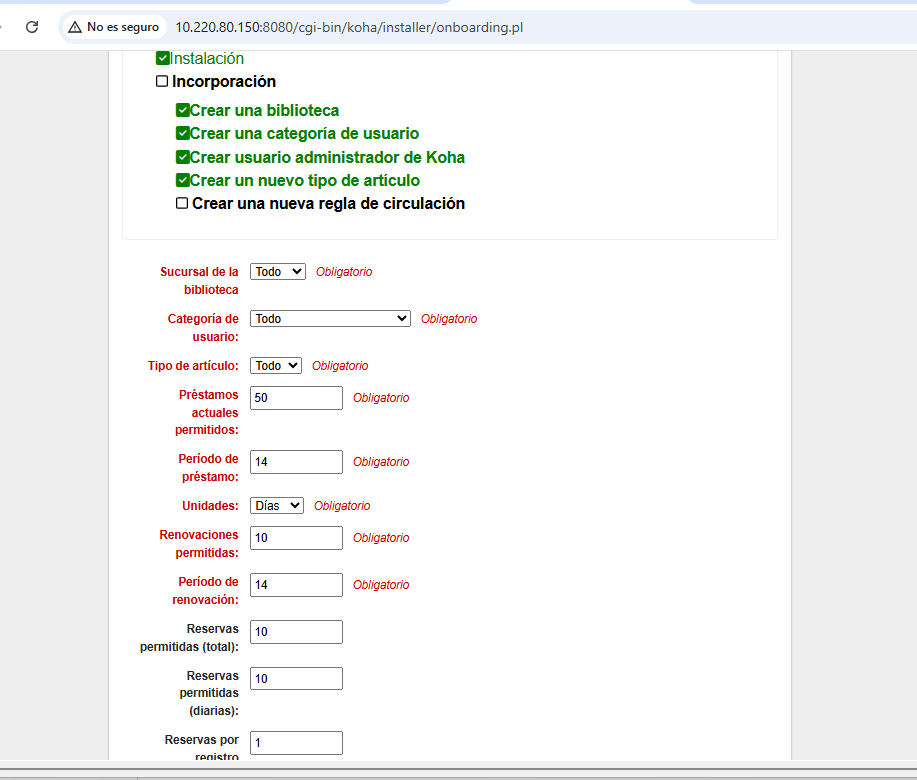 No es seguro 10.220.80.150:8080/cgi-bin/koha/installer/onboarding.pl
Instalación
Incorporación
Crear una biblioteca
Crear una categoría de usuario
Crear usuario administrador de Koha
Crear un nuevo tipo de artículo
Crear una nueva regla de circulación
Sucursal de la
biblioteca
Todo
Obligatorio
Categoría de
usuario:
Todo
Obligatorio
Tipo de artículo:
Todo
Obligatorio
Préstamos
actuales
permitidos:
50
Obligatorio
Período de
préstamo:
14
Obligatorio
Unidades:
Días
Obligatorio
Renovaciones
permitidas:
10
Obligatorio
Período de
renovación:
14
Obligatorio
Reservas
permitidas (total):
10
Reservas
permitidas
(diarias):
10
Reservas por
registro
1